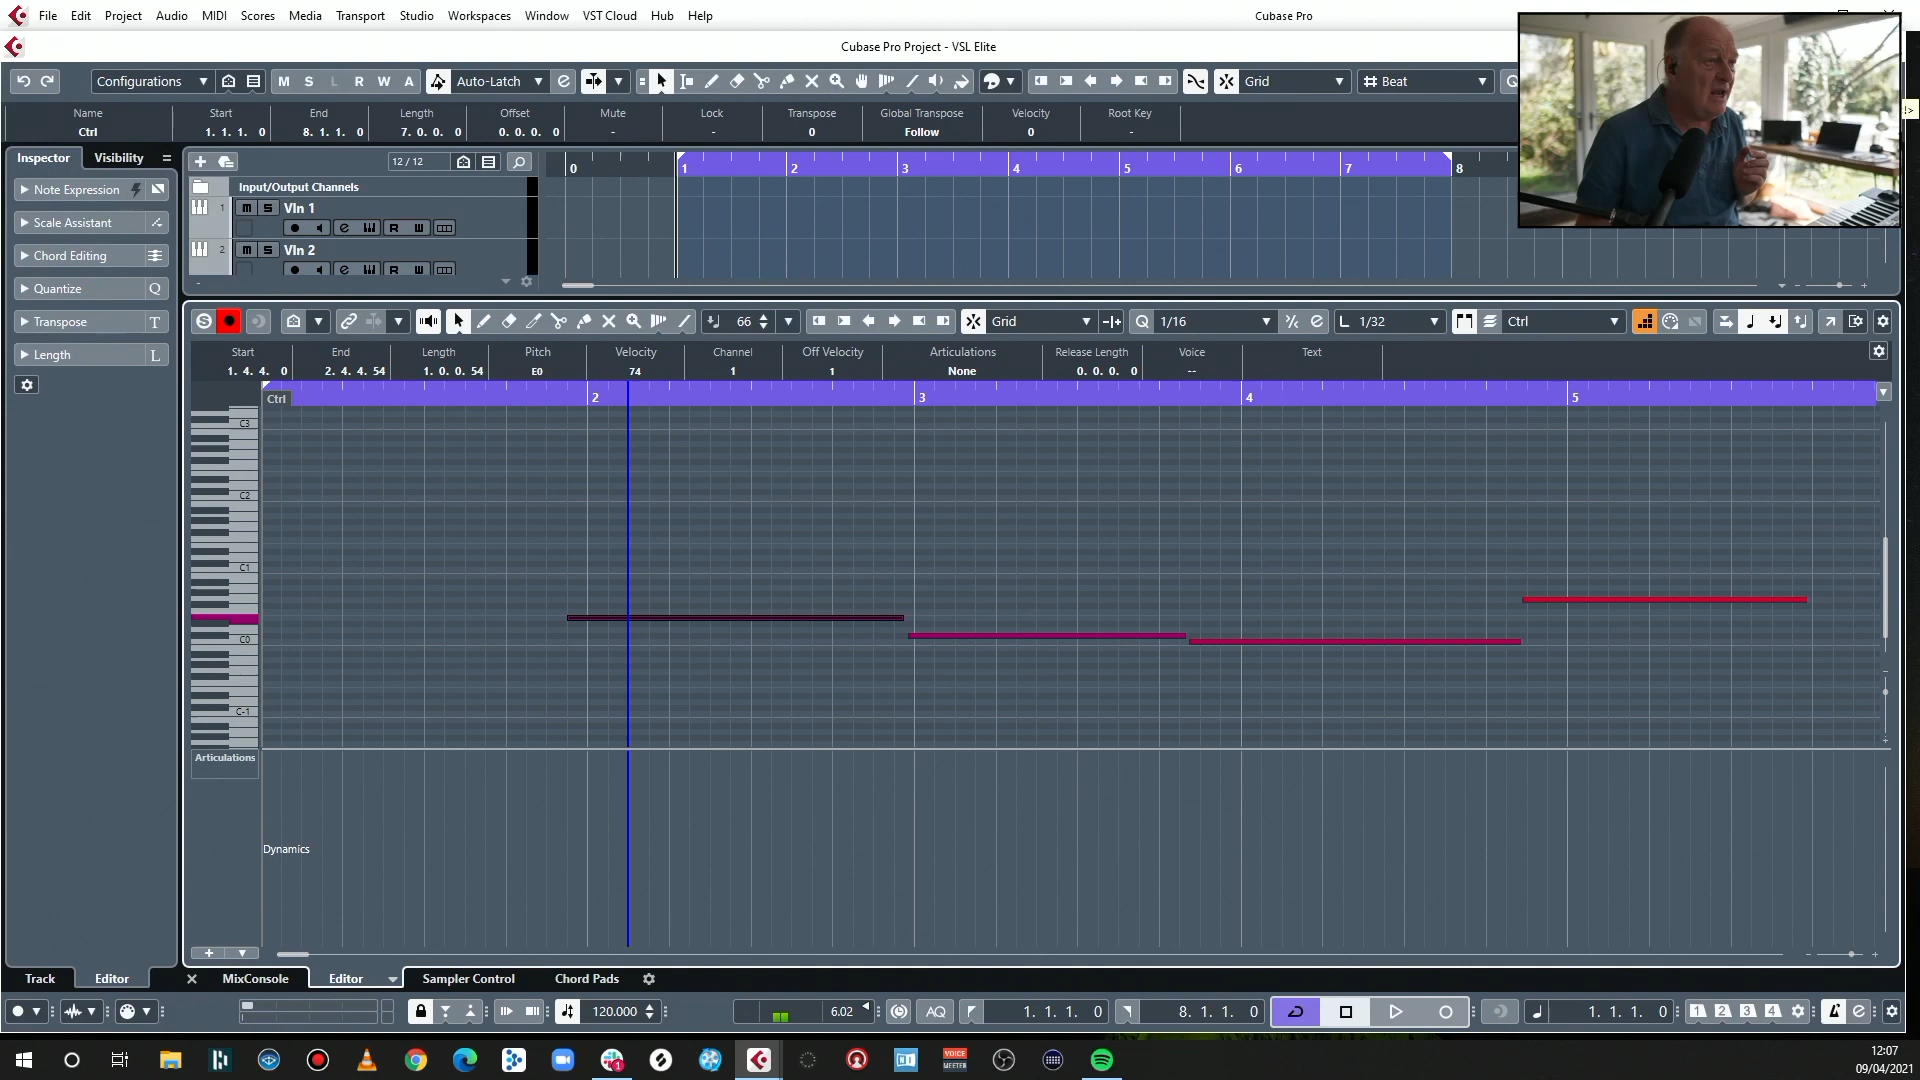 File Edit Project Audio MIDI Scores Media Transport Studio Workspaces Window VST Cloud Hub Help Cubase Pro
Cubase Pro Project - VSL Elite
Configurations M S L R W A Auto-Latch Grid Beat
Name Start End Length Offset Mute Lock Transpose Global Transpose Velocity Root Key
Ctrl 1. 1. 1. 0 8. 1. 1. 0 7. 0. 0. 0 0. 0. 0. 0 - - 0 Follow 0 -
Inspector Visibility
12 / 12
0 1 2 3 4 5 6 7 8
Note Expression
Scale Assistant
Chord Editing
Quantize Q
Transpose T
Length L
Input/Output Channels
1 m S VIn 1
e R W
2 m S VIn 2
e R W
S 66 Grid Q 1/16 L 1/32 Ctrl
Start End Length Pitch Velocity Channel Off Velocity Articulations Release Length Voice Text
1. 4. 4. 0 2. 4. 4. 54 1. 0. 0. 54 E0 74 1 1 None 0. 0. 0. 0 --
Ctrl 2 3 4 5
C3
C2
C1
C0
C-1
Articulations
Dynamics
Track Editor MixConsole Editor Sampler Control Chord Pads
120.000 6.02 AQ 1. 1. 1. 0 8. 1. 1. 0 1. 1. 1. 0 1 2 3 4
1
VOICE
MEETER
12:07
09/04/2021